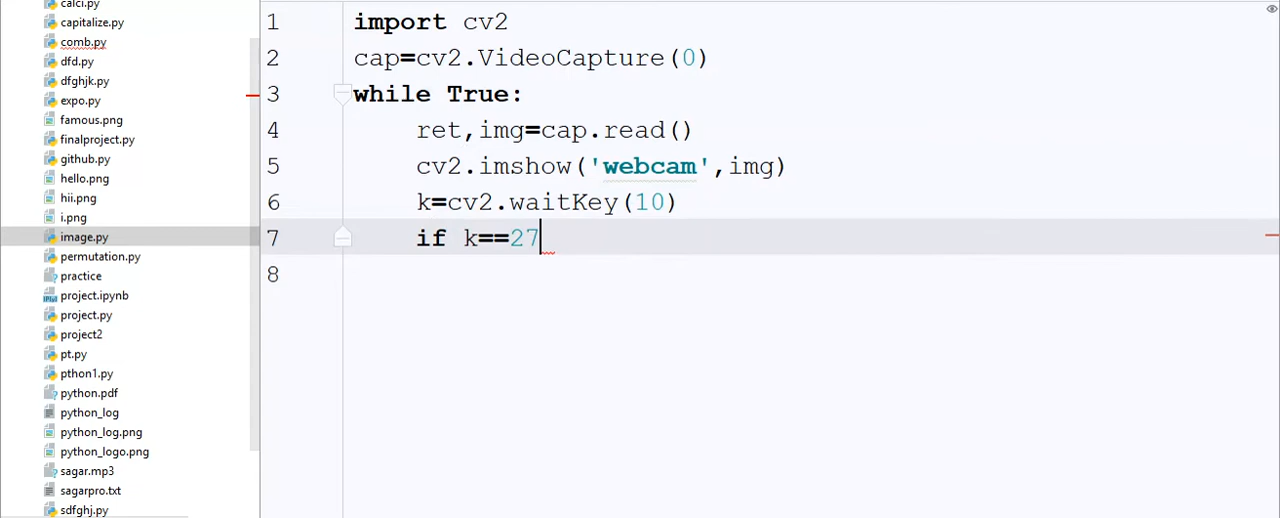 calci.py
capitalize.py
comb.py
dfd.py
dfghjk.py
expo.py
famous.png
finalproject.py
github.py
hello.png
hii.png
i.png
image.py
permutation.py
practice
project.ipynb
project.py
project2
pt.py
pthon1.py
python.pdf
python_log
python_log.png
python_logo.png
sagar.mp3
sagarpro.txt
sdfghj.py
1 import cv2
2 cap=cv2.VideoCapture(0)
3 while True:
4 ret,img=cap.read()
5 cv2.imshow('webcam',img)
6 k=cv2.waitKey(10)
7 if k==27
8